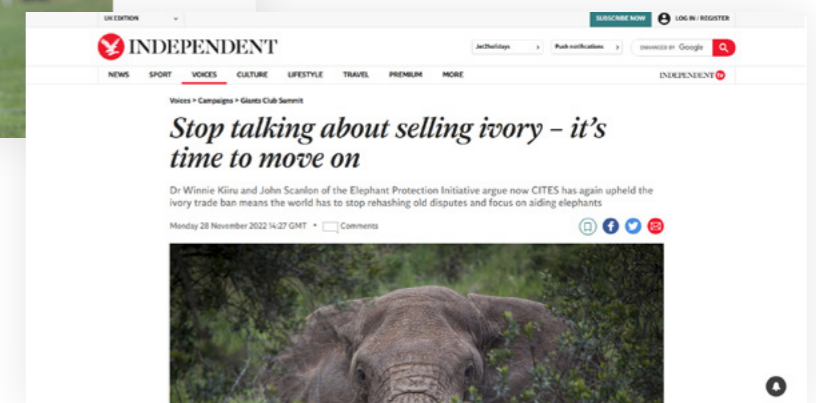 UK EDITION
SUBSCRIBE NOW LOG IN / REGISTER
INDEPENDENT
Jet2holidays Push notifications ENHANCED BY Google
NEWS SPORT VOICES CULTURE LIFESTYLE TRAVEL PREMIUM MORE INDEPENDENT tv
Voices > Campaigns > Giants Club Summit
Stop talking about selling ivory – it's
time to move on
Dr Winnie Kiiru and John Scanlon of the Elephant Protection Initiative argue now CITES has again upheld the
ivory trade ban means the world has to stop rehashing old disputes and focus on aiding elephants
Monday 28 November 2022 14:27 GMT • Comments